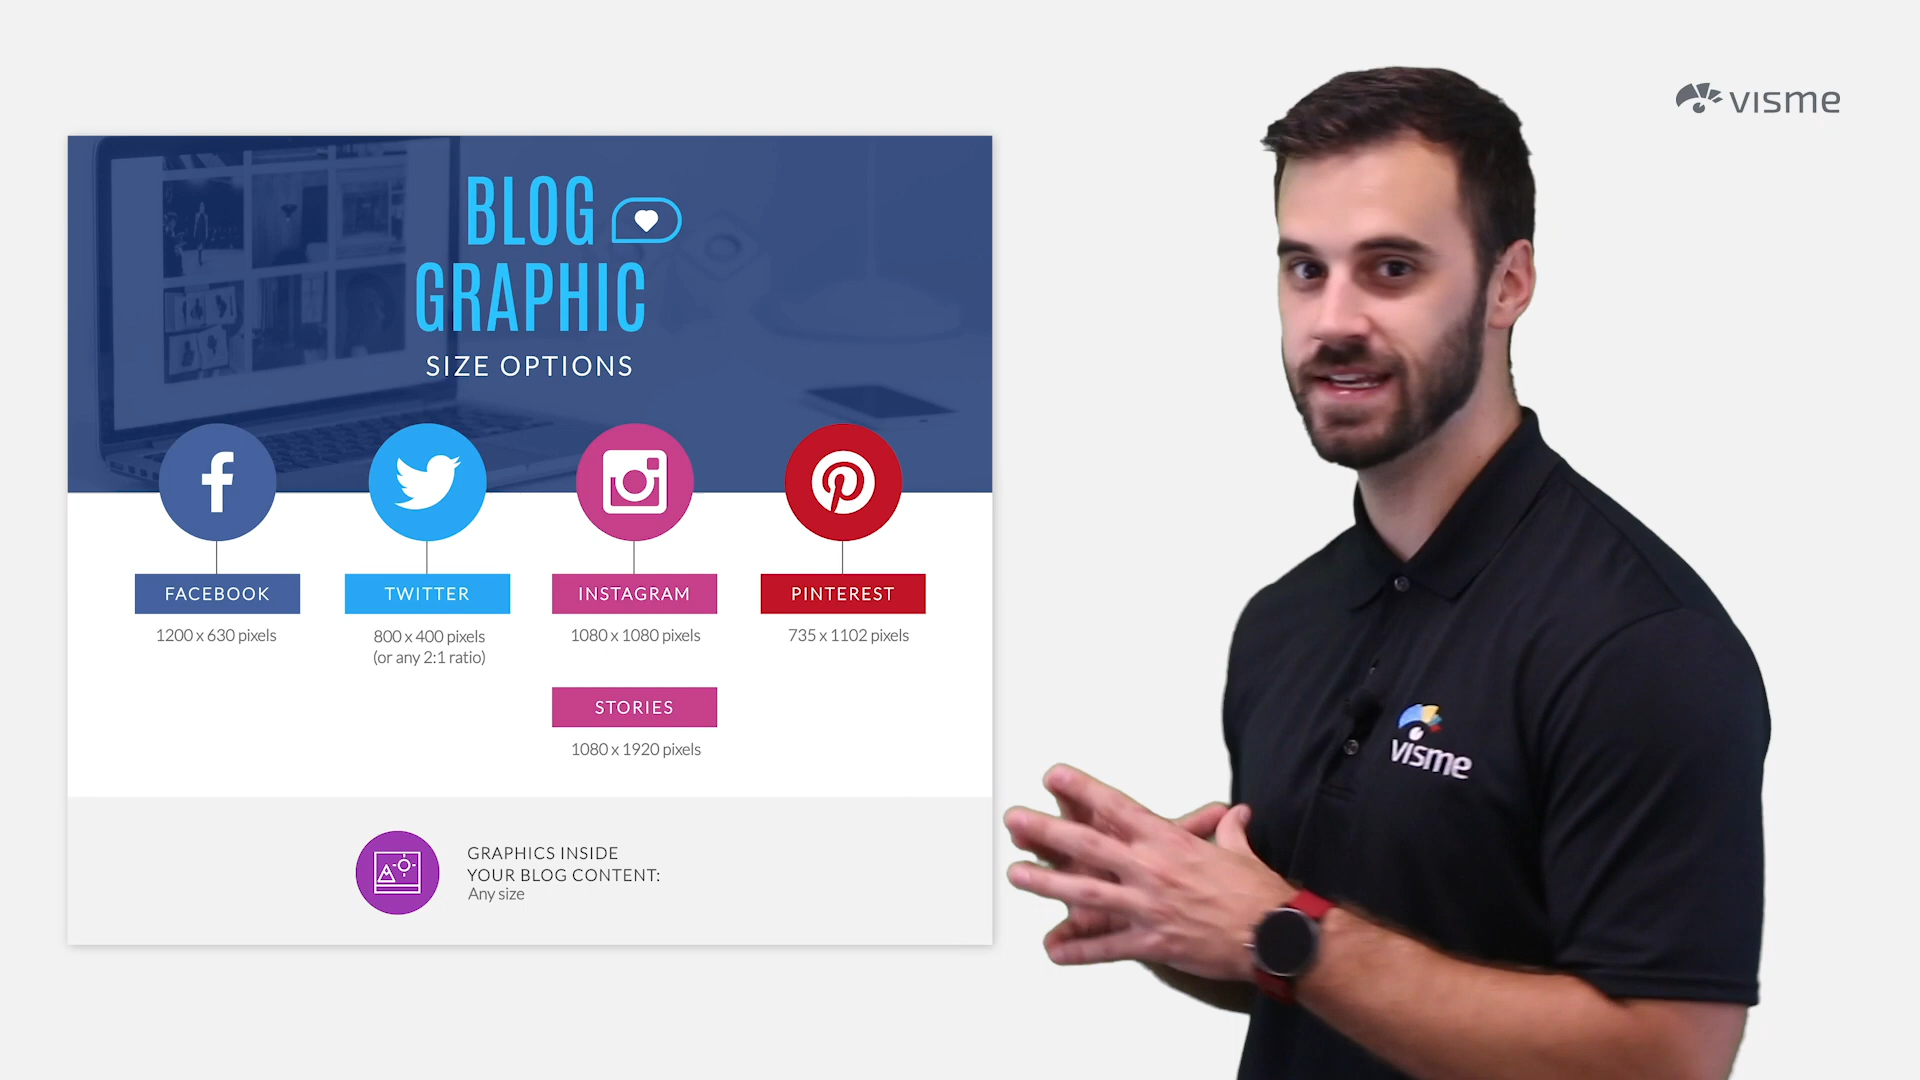 visme
BLOG
GRAPHIC
SIZE OPTIONS
FACEBOOK
1200 x 630 pixels
TWITTER
800 x 400 pixels
(or any 2:1 ratio)
INSTAGRAM
1080 x 1080 pixels
STORIES
1080 x 1920 pixels
PINTEREST
735 x 1102 pixels
GRAPHICS INSIDE
YOUR BLOG CONTENT:
Any size
visme